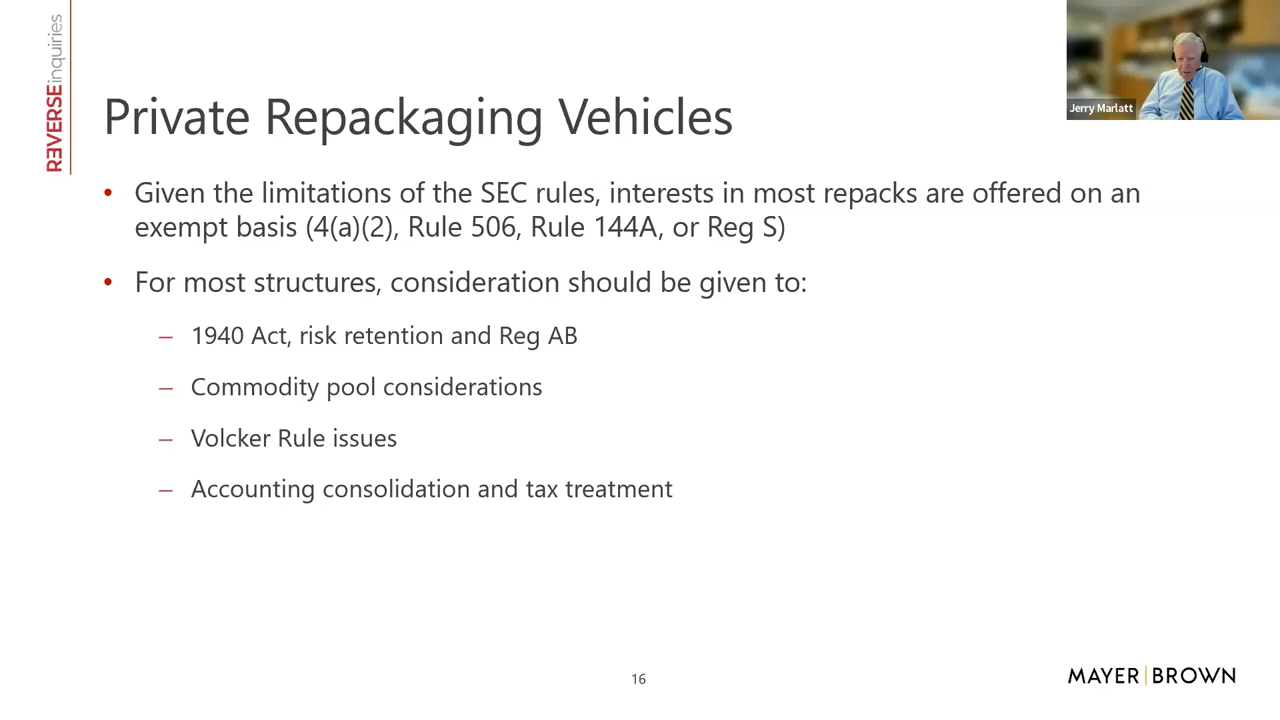 REVERSEinquiries
Jerry Marlatt
Private Repackaging Vehicles
• Given the limitations of the SEC rules, interests in most repacks are offered on an
exempt basis (4(a)(2), Rule 506, Rule 144A, or Reg S)
• For most structures, consideration should be given to:
– 1940 Act, risk retention and Reg AB
– Commodity pool considerations
– Volcker Rule issues
– Accounting consolidation and tax treatment
16
MAYER|BROWN